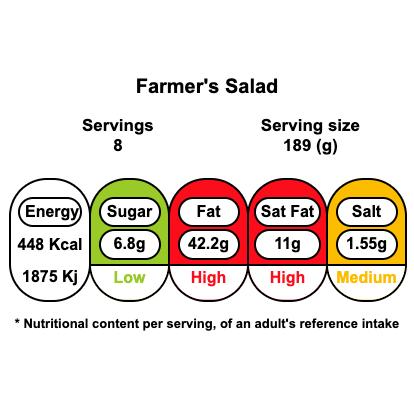 Farmer's Salad
Servings Serving size
8 189 (g)
Energy Sugar Fat Sat Fat Salt
448 Kcal 6.8g 42.2g 11g 1.55g
1875 Kj Low High High Medium
* Nutritional content per serving, of an adult's reference intake